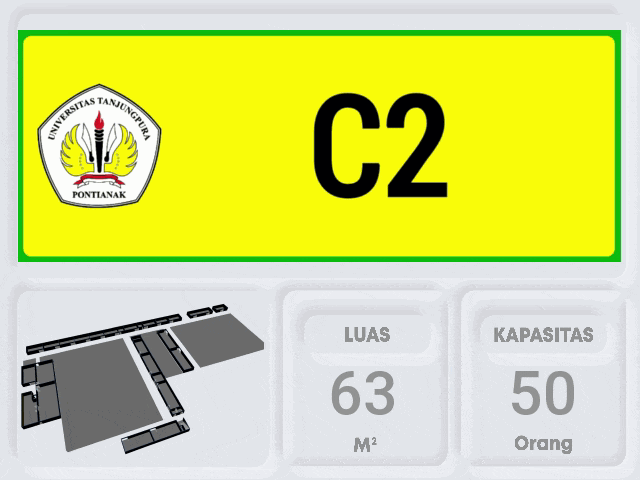 C2
UNIVERSITAS TANJUNGPURA
PONTIANAK
LUAS
63
M²
KAPASITAS
50
Orang